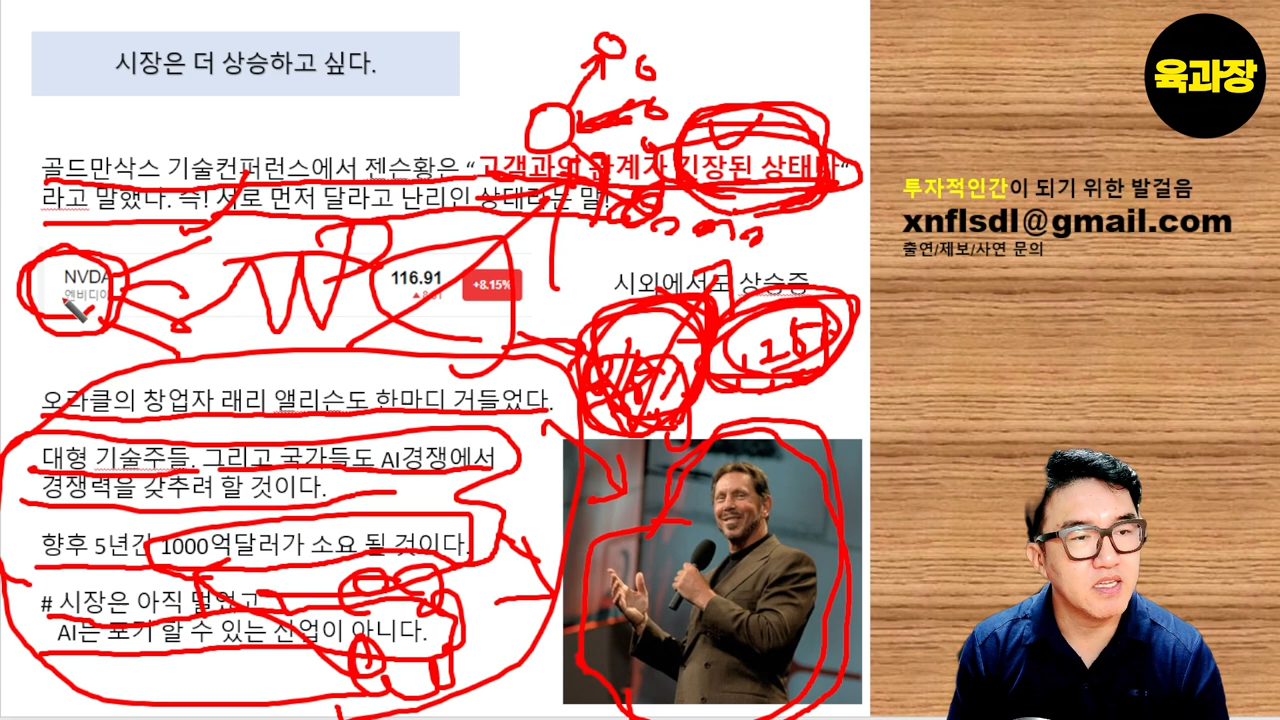 시장은 더 상승하고 싶다.
육과장
골드만삭스 기술컨퍼런스에서 젠슨황은 “고객과의 관계가 긴장된 상태다”
라고 말했다. 즉! 서로 먼저 달라고 난리인 상태라는 말!
투자적인간이 되기 위한 발걸음
xnflsdl@gmail.com
출연/제보/사연 문의
NVDA
엔비디아
116.91
+8.15%
시외에서도 상승중
오라클의 창업자 래리 앨리슨도 한마디 거들었다.
대형 기술주들. 그리고 국가들도 AI경쟁에서
경쟁력을 갖추려 할 것이다.
향후 5년간 1000억달러가 소요 될 것이다.
# 시장은 아직 멀었고
AI는 포기 할 수 있는 산업이 아니다.